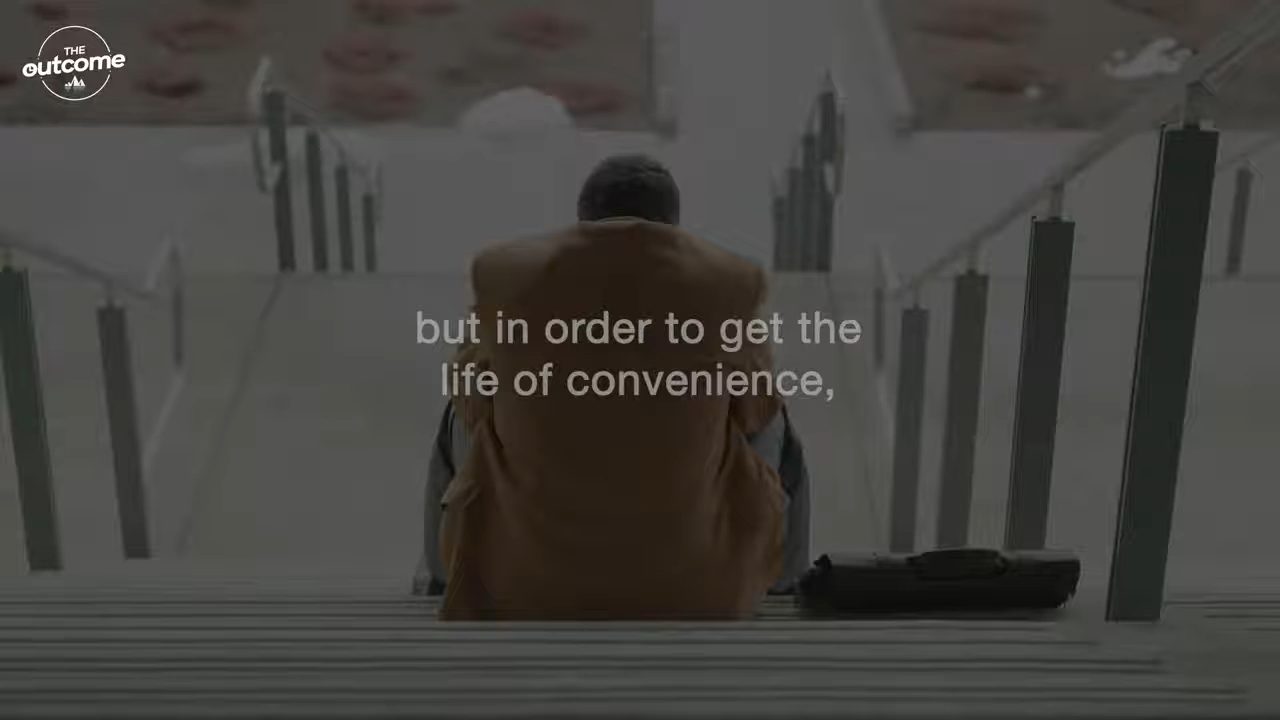 THE
outcome
but in order to get the
life of convenience,